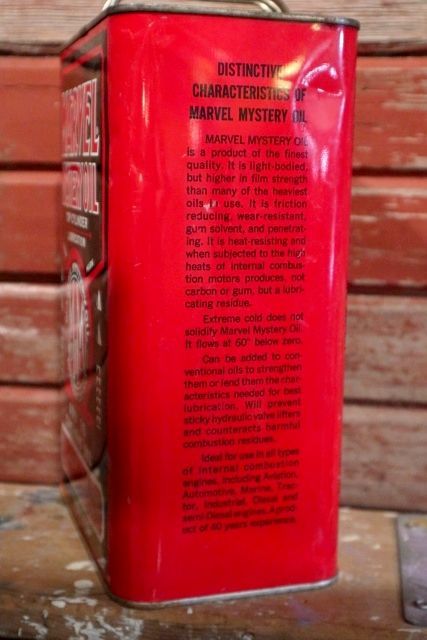 DISTINCTIVE
CHARACTERISTICS OF
MARVEL MYSTERY OIL
MARVEL MYSTERY OIL
is a product of the finest
quality. It is light-bodied,
but higher in film strength
than many of the heaviest
oils in use. It is friction
reducing, wear-resistant,
gum solvent, and penetrat-
ing. It is heat-resisting and
when subjected to the high
heats of internal combus-
tion motors produces, not
carbon or gum, but a lubri-
cating residue.
Extreme cold does not
solidify Marvel Mystery Oil.
It flows at 60° below zero.
Can be added to con-
ventional oils to strengthen
them or lend them the char-
acteristics needed for best
lubrication. Will prevent
sticky hydraulic valve lifters
and counteracts harmful
combustion residues.
Ideal for use in all types
of internal combustion
engines, including Aviation,
Automotive, Marine, Trac-
tor, Industrial, Diesel and
semi-Diesel engines. A prod-
uct of 40 years experience.
MARVEL
MYSTERY OIL